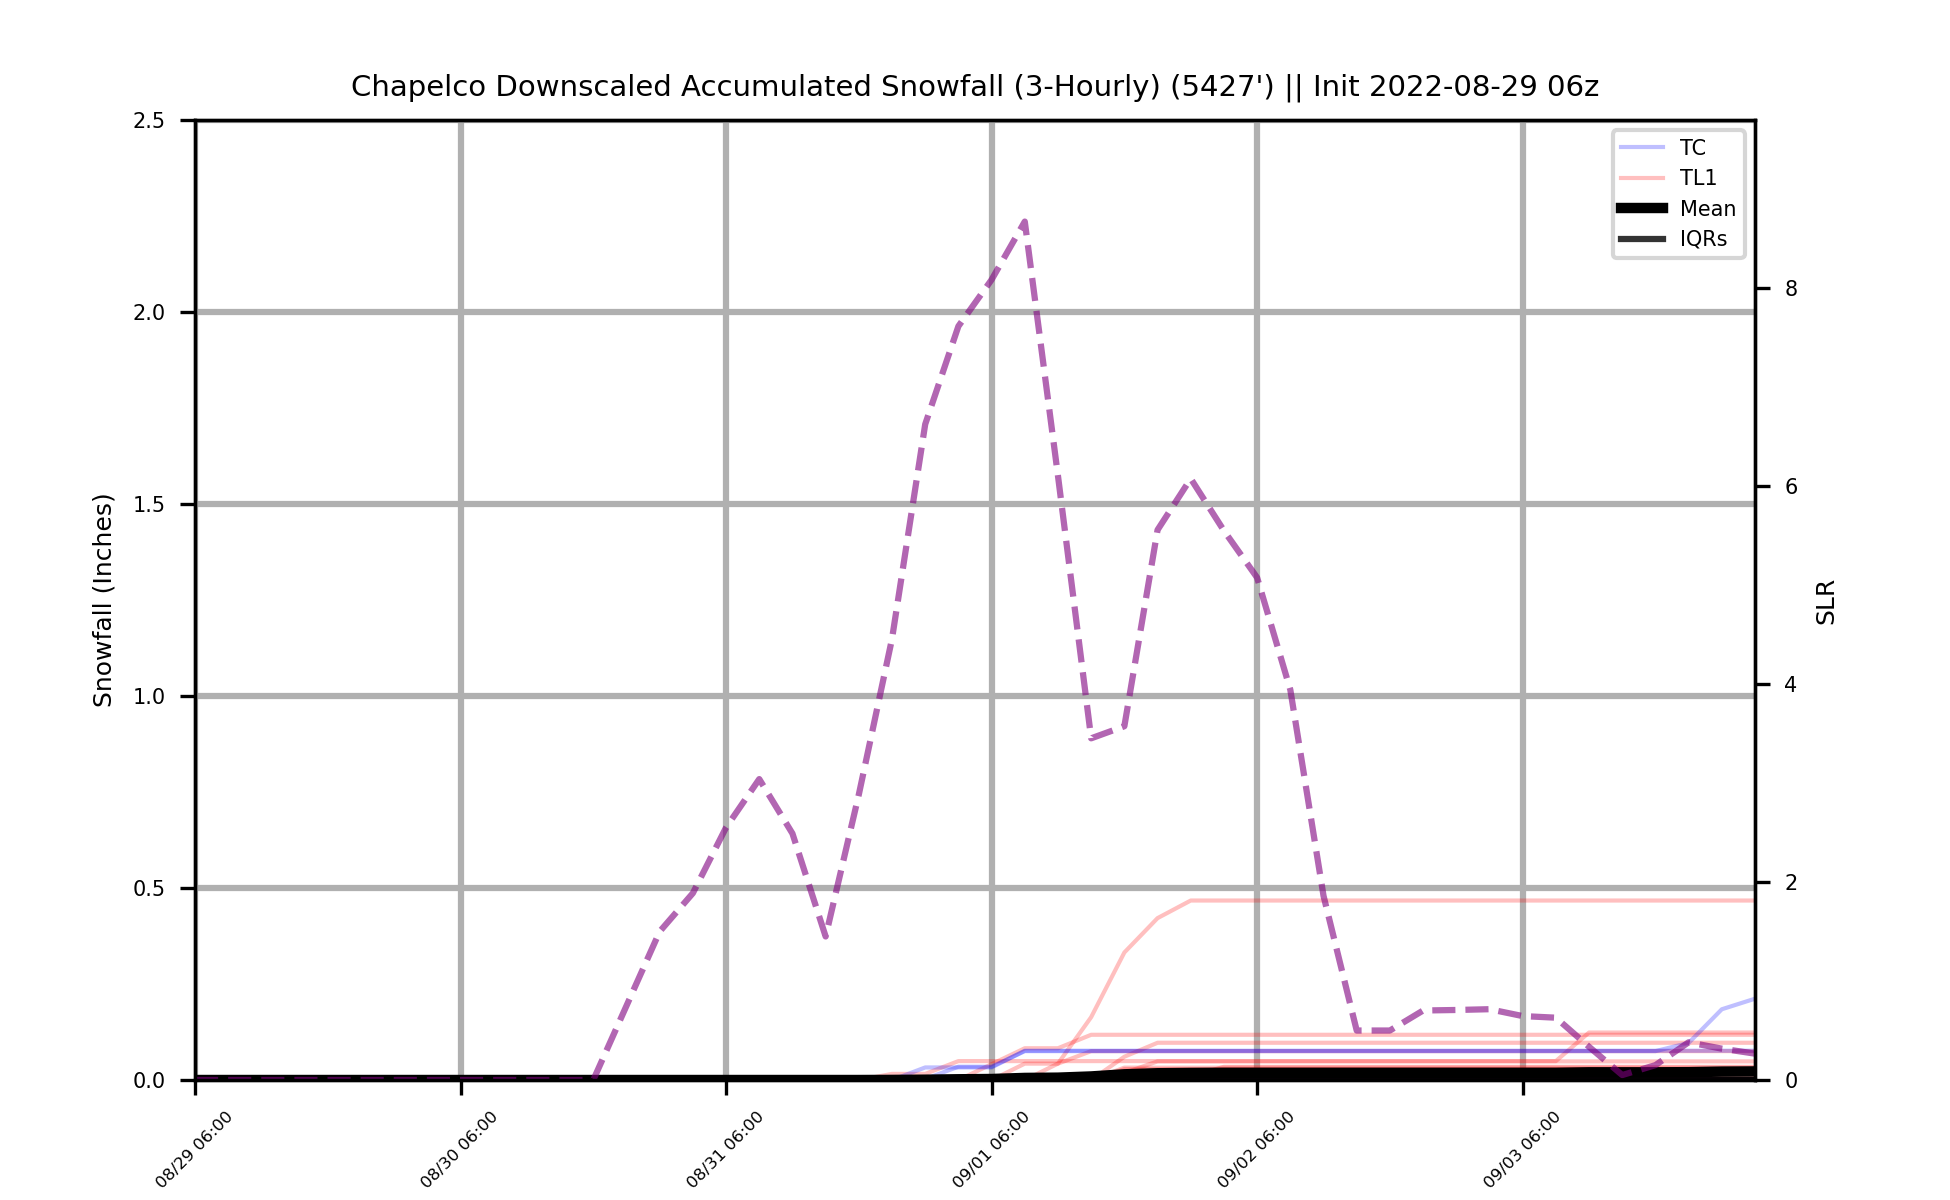 Chapelco Downscaled Accumulated Snowfall (3-Hourly) (5427') || Init 2022-08-29 06z
2.5
2.0
1.5
1.0
0.5
0.0
Snowfall (Inches)
TC
TL1
Mean
IQRs
8
6
4
2
0
SLR
08/29 06:00
08/30 06:00
08/31 06:00
09/01 06:00
09/02 06:00
09/03 06:00